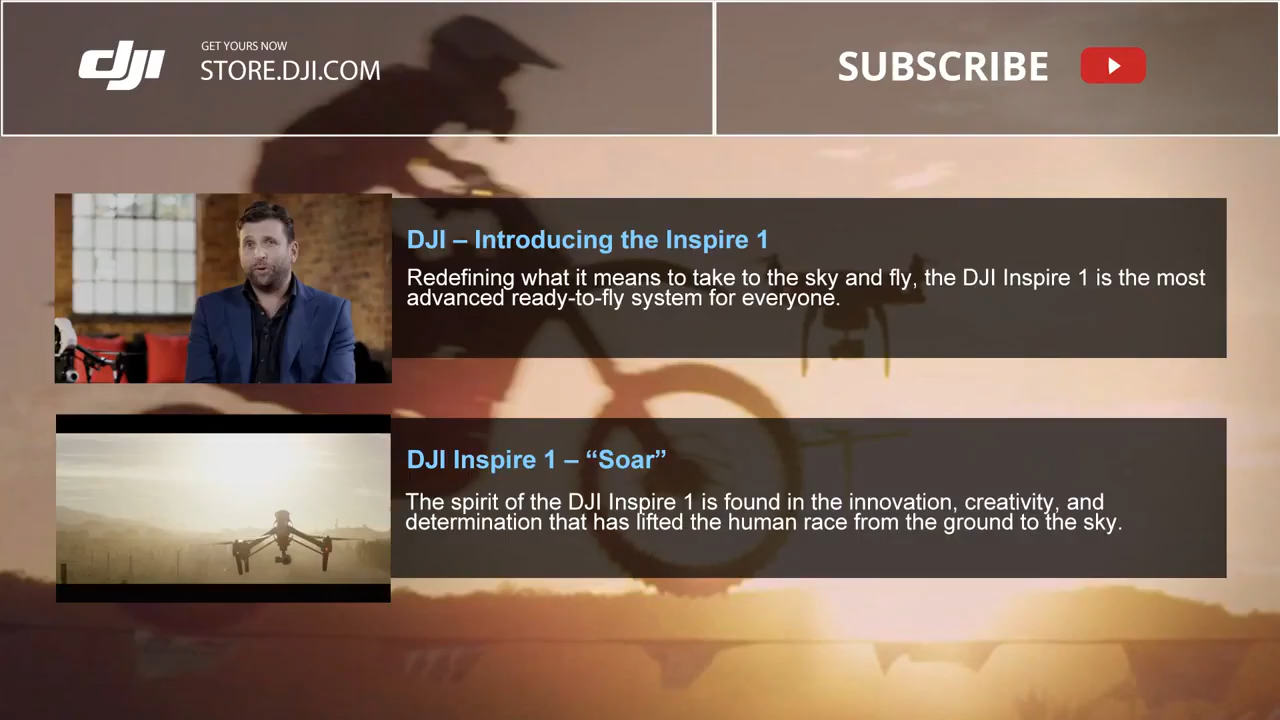 dji
GET YOURS NOW
STORE.DJI.COM
SUBSCRIBE
DJI – Introducing the Inspire 1
Redefining what it means to take to the sky and fly, the DJI Inspire 1 is the most
advanced ready-to-fly system for everyone.
DJI Inspire 1 – “Soar”
The spirit of the DJI Inspire 1 is found in the innovation, creativity, and
determination that has lifted the human race from the ground to the sky.